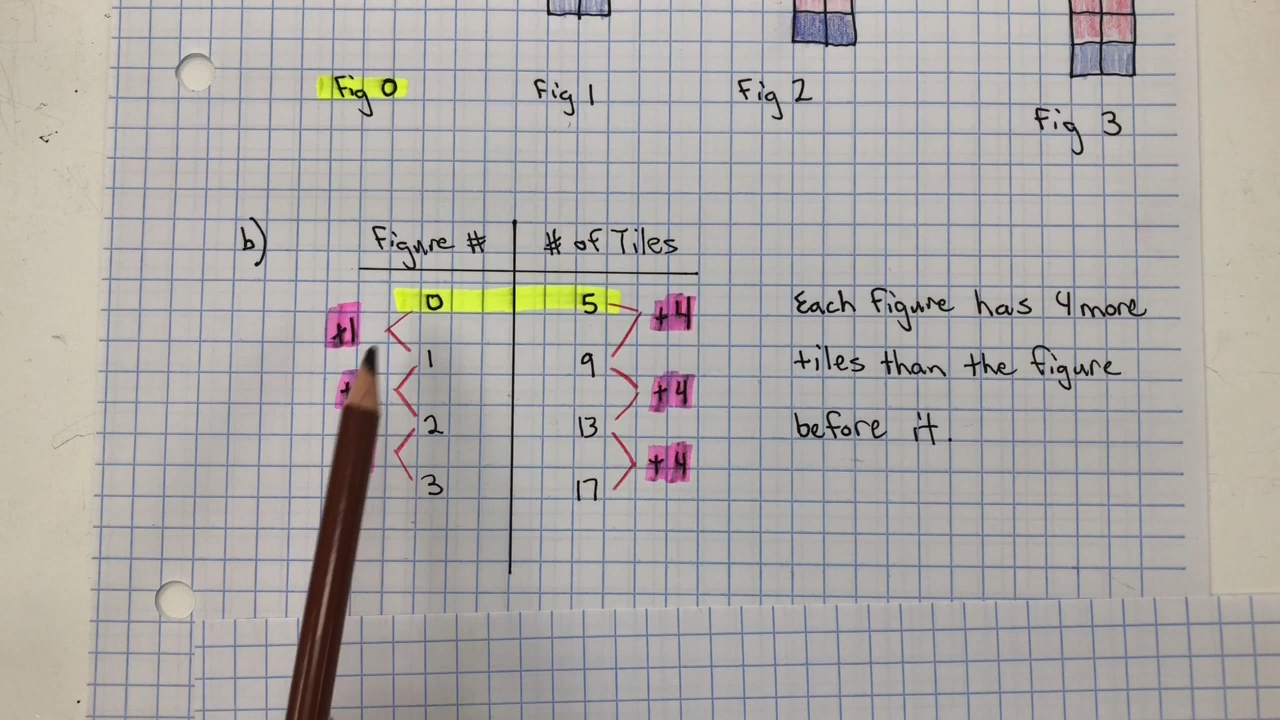 Fig 0
Fig 1
Fig 2
Fig 3
b)
Figure # # of Tiles
0 5
+1 +4
1 9
+ +4
2 13
+4
3 17
Each figure has 4 more
tiles than the figure
before it.